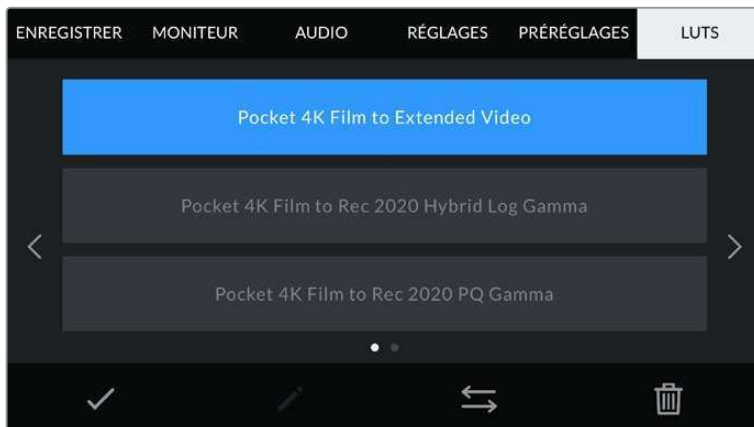 ENREGISTRER MONITEUR AUDIO RÉGLAGES PRÉRÉGLAGES LUTS
Pocket 4K Film to Extended Video
Pocket 4K Film to Rec 2020 Hybrid Log Gamma
Pocket 4K Film to Rec 2020 PQ Gamma